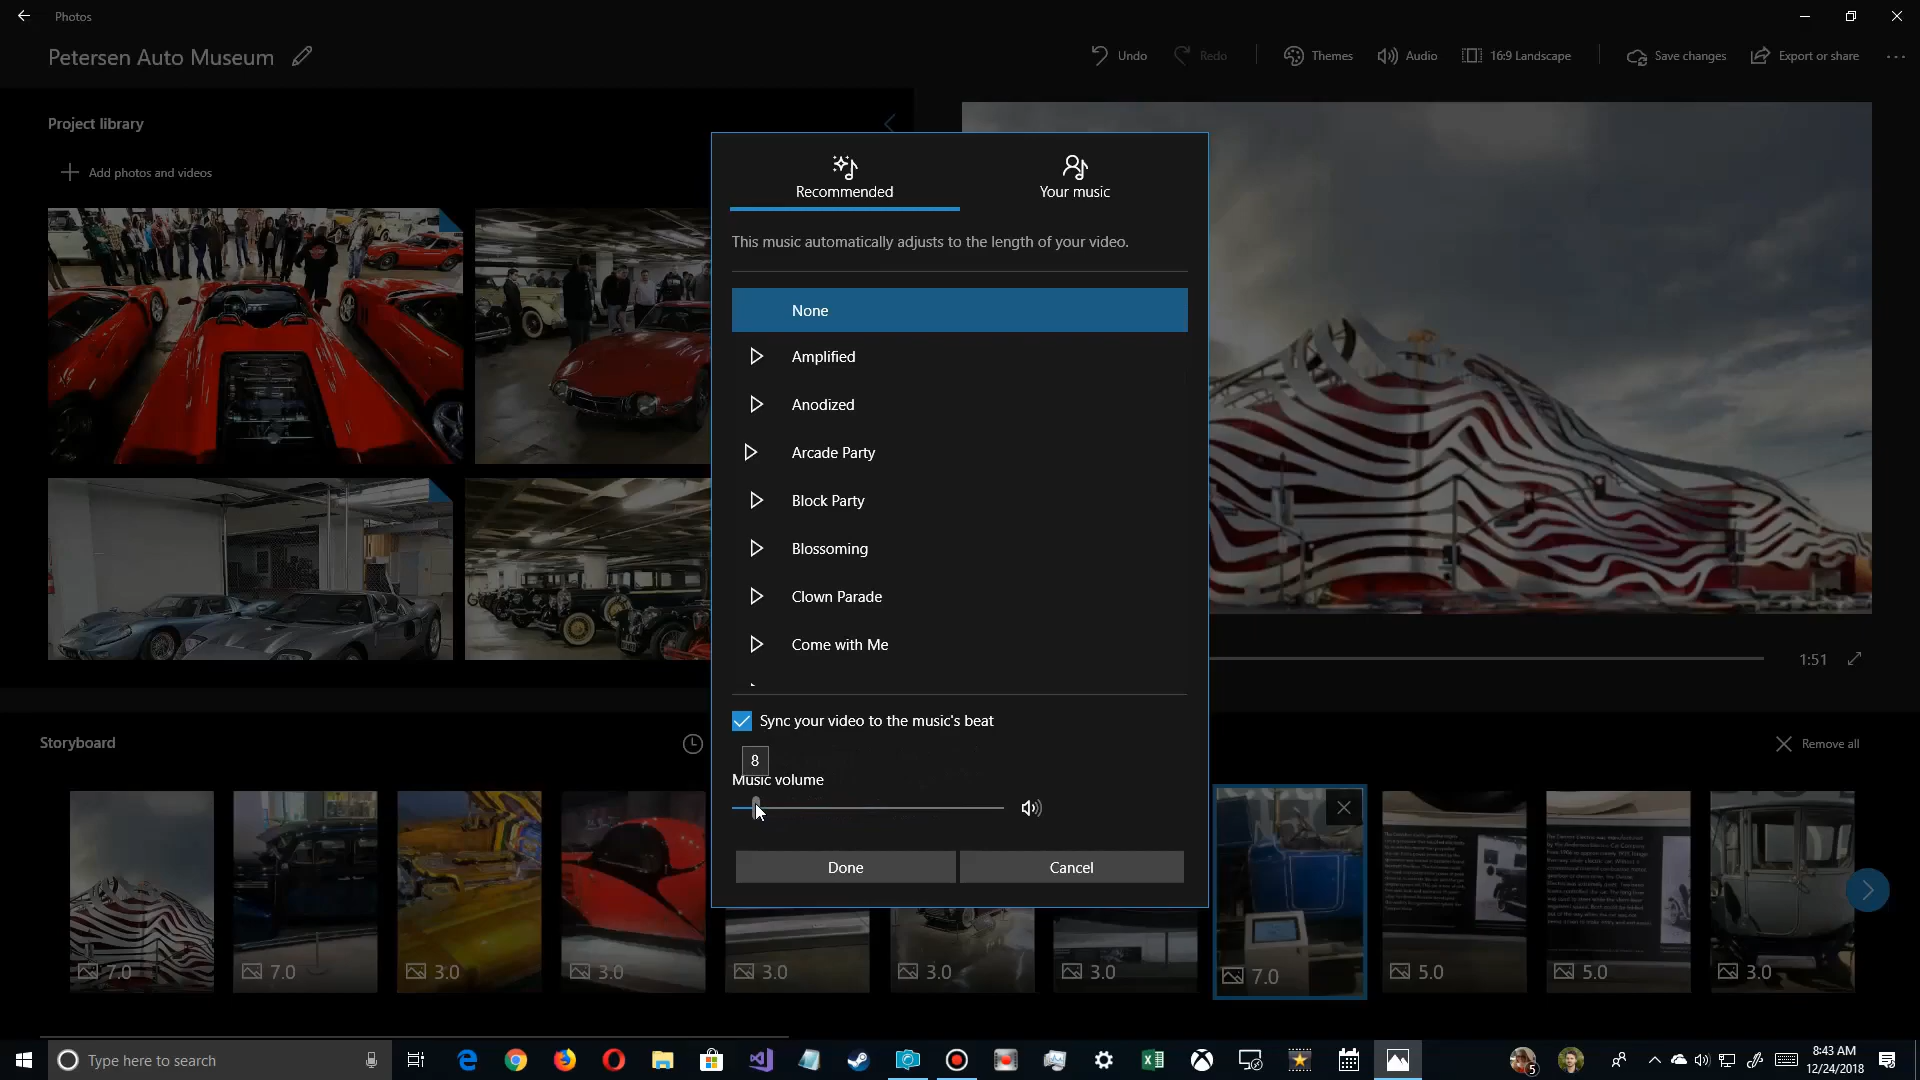 Photos
Petersen Auto Museum
Undo
Redo
Themes
Audio
16:9 Landscape
Save changes
Export or share
Project library
Add photos and videos
Recommended
Your music
This music automatically adjusts to the length of your video.
None
Amplified
Anodized
Arcade Party
Block Party
Blossoming
Clown Parade
Come with Me
1:51
Sync your video to the music's beat
8
Music volume
Done
Cancel
Storyboard
Remove all
7.0
7.0
3.0
3.0
3.0
3.0
3.0
7.0
5.0
5.0
3.0
Type here to search
5
8:43 AM
12/24/2018